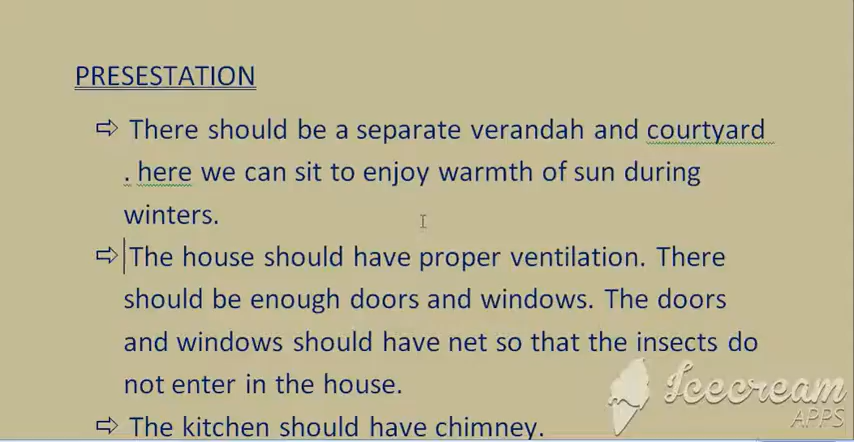 PRESESTATION
⇨ There should be a separate verandah and courtyard
. here we can sit to enjoy warmth of sun during
winters.
⇨ The house should have proper ventilation. There
should be enough doors and windows. The doors
and windows should have net so that the insects do
not enter in the house.
⇨ The kitchen should have chimney.
Icecream
APPS